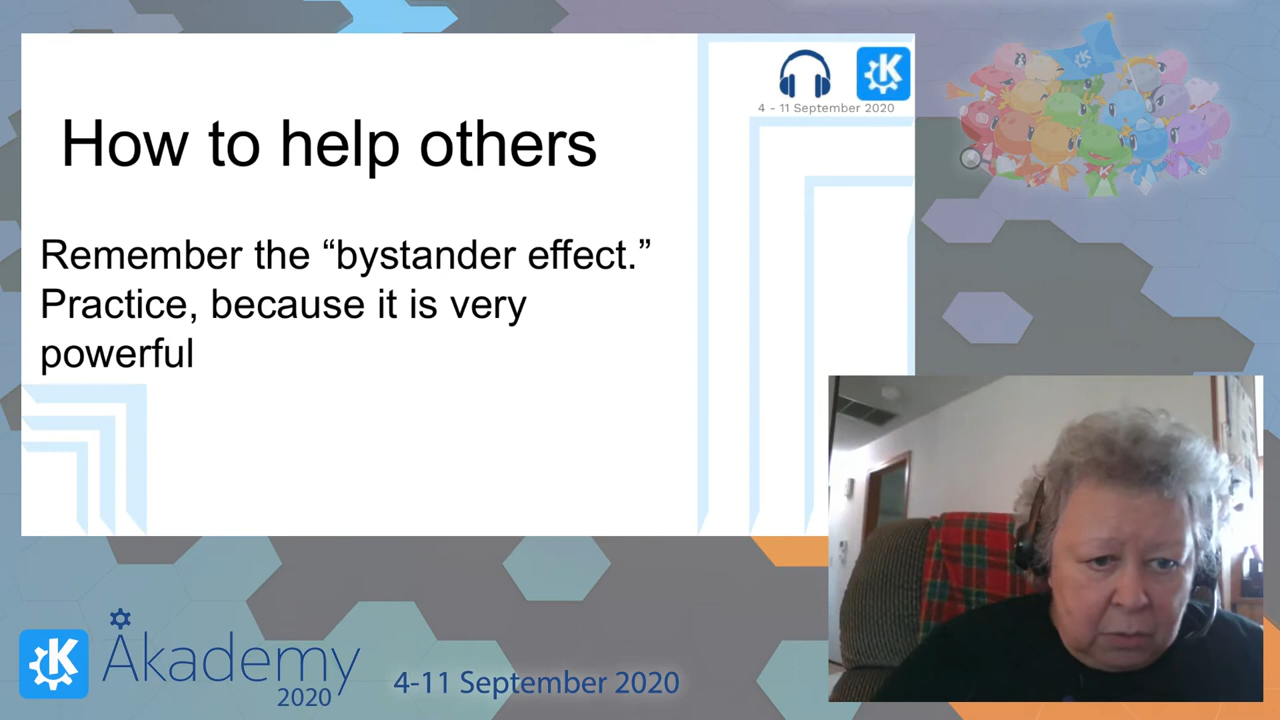 4 - 11 September 2020
How to help others
Remember the “bystander effect.”
Practice, because it is very
powerful
Akademy
2020
4-11 September 2020